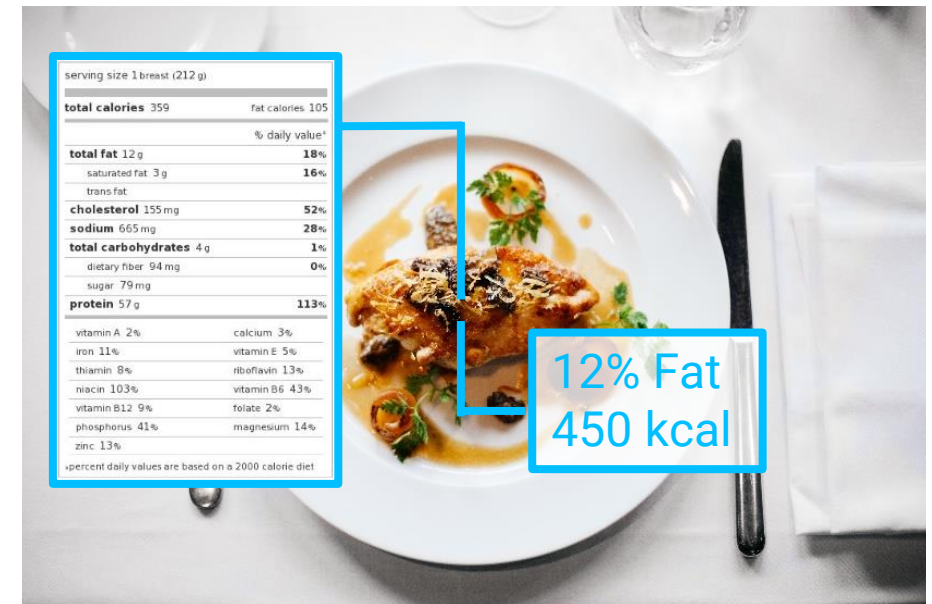 serving size 1 breast (212 g)
total calories 359 fat calories 105
% daily value*
total fat 12 g 18%
saturated fat 3 g 16%
trans fat
cholesterol 155 mg 52%
sodium 665 mg 28%
total carbohydrates 4 g 1%
dietary fiber 94 mg 0%
sugar 79 mg
protein 57 g 113%
vitamin A 2% calcium 3%
iron 11% vitamin E 5%
thiamin 8% riboflavin 13%
niacin 103% vitamin B6 43%
vitamin B12 9% folate 2%
phosphorus 41% magnesium 14%
zinc 13%
*percent daily values are based on a 2000 calorie diet
12% Fat
450 kcal